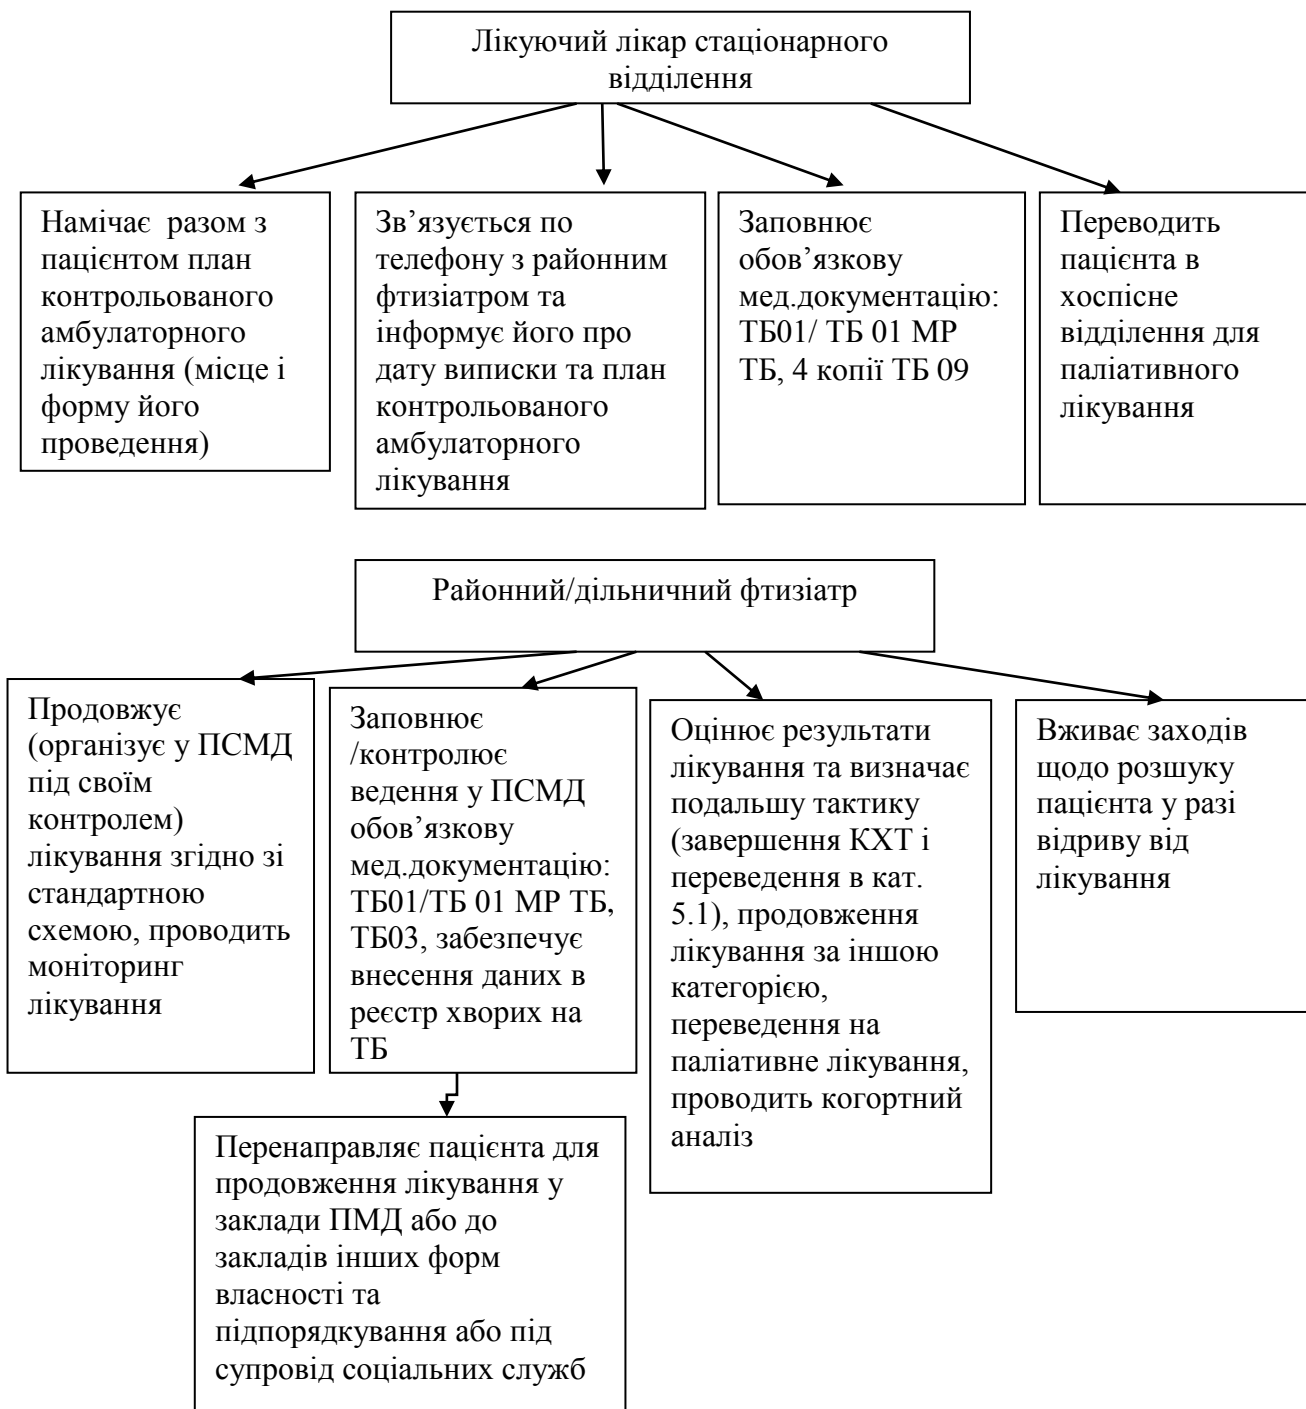 Лікуючий лікар стаціонарного
відділення
Намічає  разом з
пацієнтом план
контрольованого
амбулаторного
лікування (місце і
форму його
проведення)
Зв’язується по
телефону з районним
фтизіатром та
інформує його про
дату виписки та план
контрольованого
амбулаторного
лікування
Заповнює
обов’язкову
мед.документацію:
ТБ01/ ТБ 01 МР
ТБ, 4 копії ТБ 09
Переводить
пацієнта в
хоспісне
відділення для
паліативного
лікування
Районний/дільничний фтизіатр
Продовжує
(організує у ПСМД
під своїм
контролем)
лікування згідно зі
стандартною
схемою, проводить
моніторинг
лікування
Заповнює
/контролює
ведення у ПСМД
обов’язкову
мед.документацію:
ТБ01/ТБ 01 МР ТБ,
ТБ03, забезпечує
внесення даних в
реєстр хворих на
ТБ
Оцінює результати
лікування та визначає
подальшу тактику
(завершення КХТ і
переведення в кат.
5.1), продовження
лікування за іншою
категорією,
переведення на
паліативне лікування,
проводить когортний
аналіз
Вживає заходів
щодо розшуку
пацієнта у разі
відриву від
лікування
Перенаправляє пацієнта для
продовження лікування у
заклади ПМД або до
закладів інших форм
власності та
підпорядкування або під
супровід соціальних служб